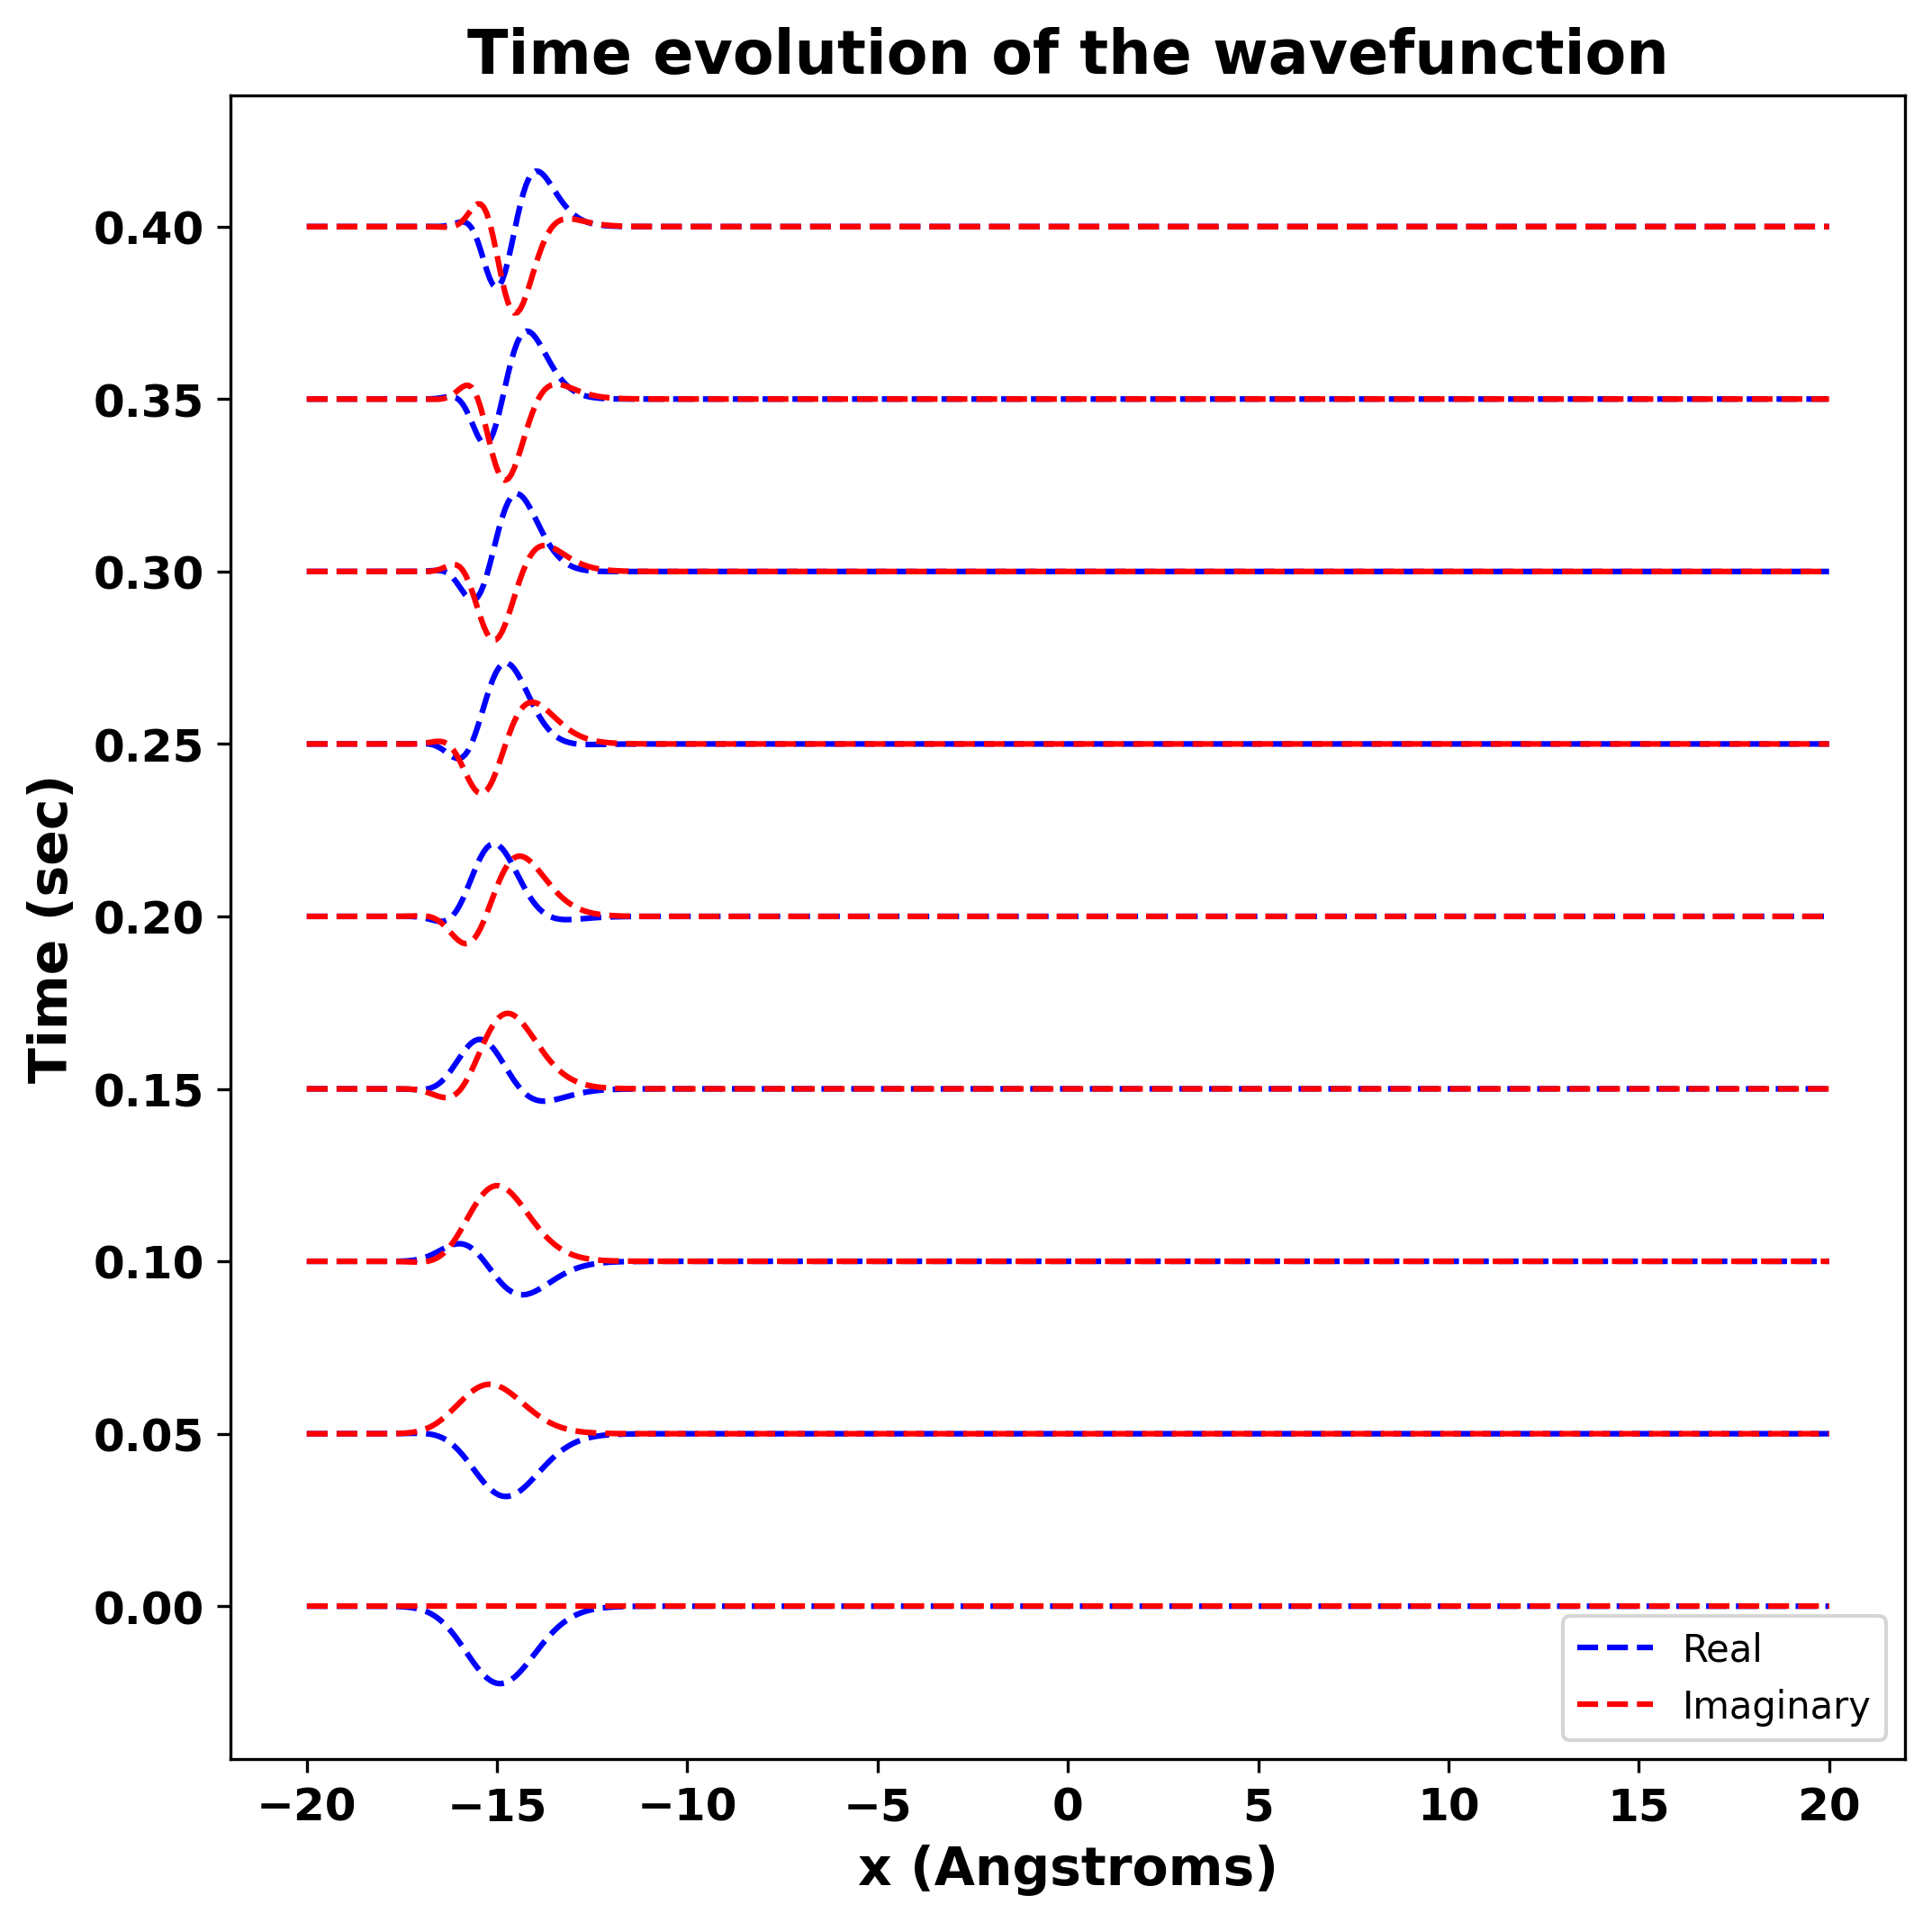 Time evolution of the wavefunction
Time (sec)
0.40
0.35
0.30
0.25
0.20
0.15
0.10
0.05
0.00
Real
Imaginary
−20 −15 −10 −5 0 5 10 15 20
x (Angstroms)